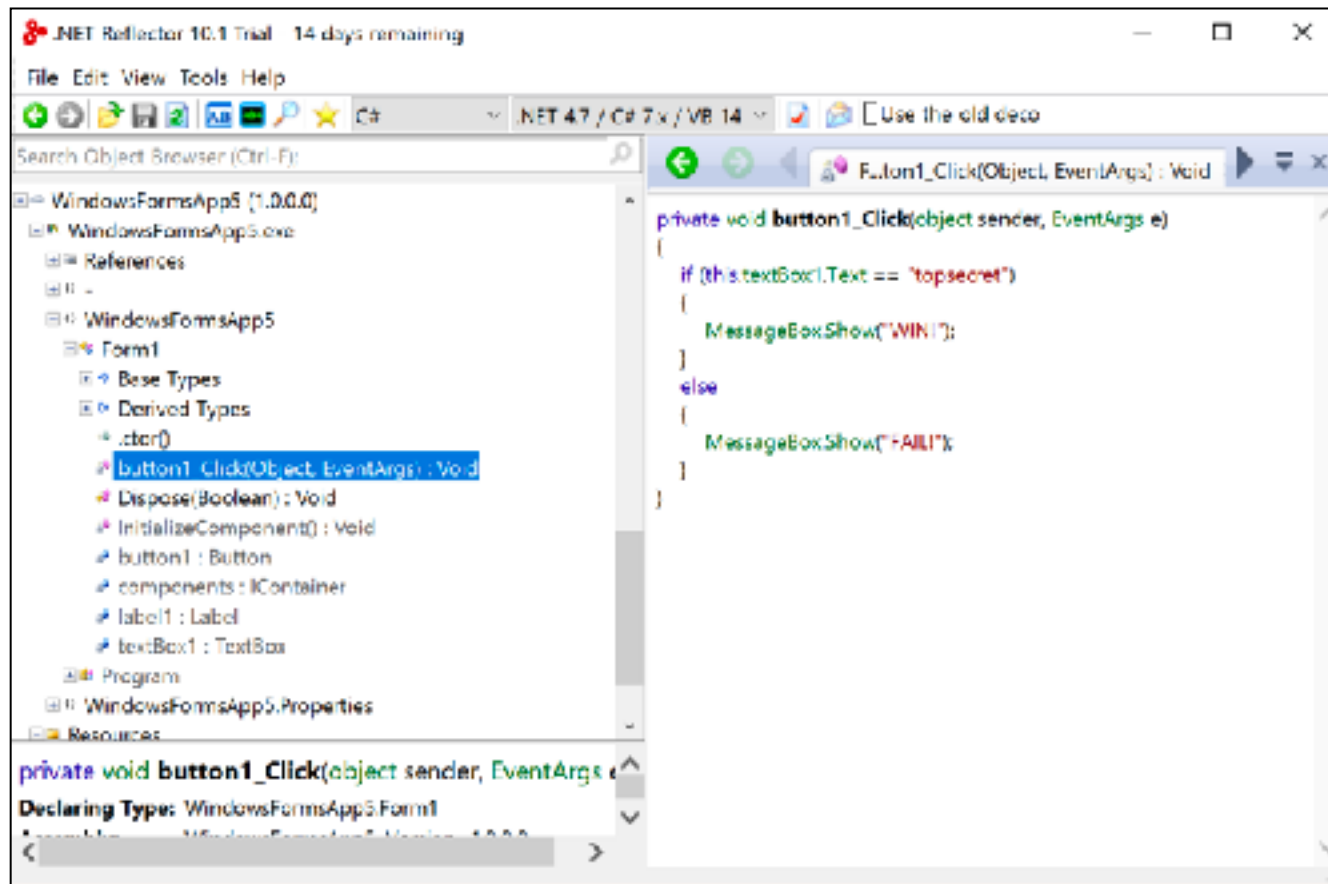 .NET Reflector 10.1 Trial 14 days remaining
File Edit View Tools Help
C# .NET 4.7 / C# 7.x / VB 14 Use the old deco
Search Object Browser (Ctrl-F):
F...ton1_Click(Object, EventArgs) : Void
WindowsFormsApp5 (1.0.0.0)
WindowsFormsApp5.exe
References
WindowsFormsApp5
Form1
Base Types
Derived Types
.ctor()
button1_Click(Object, EventArgs) : Void
Dispose(Boolean) : Void
InitializeComponent() : Void
button1 : Button
components : IContainer
label1 : Label
textBox1 : TextBox
Program
WindowsFormsApp5.Properties
Resources
private void button1_Click(object sender, EventArgs
Declaring Type: WindowsFormsApp5.Form1
private void button1_Click(object sender, EventArgs e)
{
if (this.textBox1.Text == "topsecret")
{
MessageBox.Show("WIN!");
}
else
{
MessageBox.Show("FAIL!");
}
}